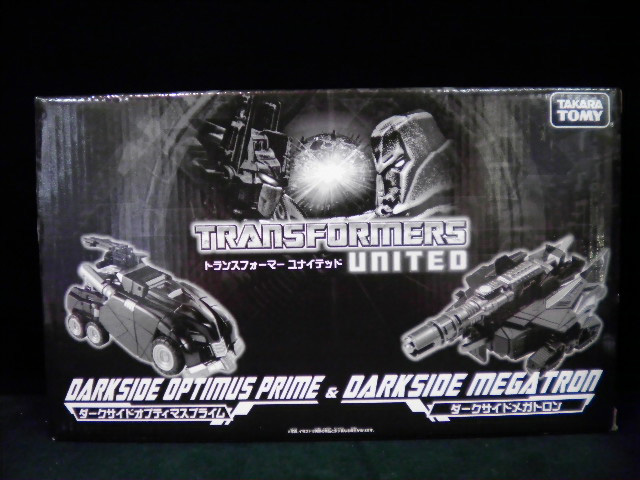 TAKARA
TOMY
TRANSFORMERS
トランスフォーマー ユナイテッド UNITED
DARKSIDE OPTIMUS PRIME & DARKSIDE MEGATRON
ダークサイドオプティマスプライム
ダークサイドメガトロン